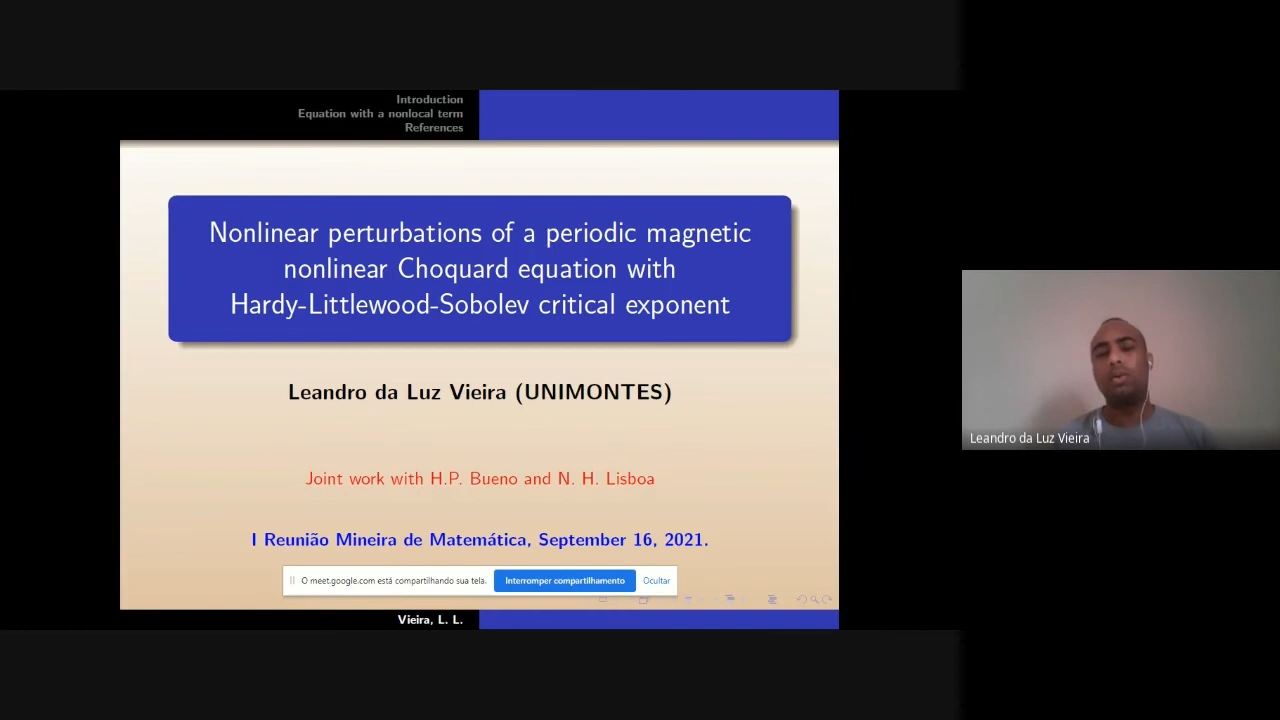 Introduction
Equation with a nonlocal term
References
Nonlinear perturbations of a periodic magnetic
nonlinear Choquard equation with
Hardy-Littlewood-Sobolev critical exponent
Leandro da Luz Vieira (UNIMONTES)
Joint work with H.P. Bueno and N. H. Lisboa
I Reunião Mineira de Matemática, September 16, 2021.
O meet.google.com está compartilhando sua tela. Interromper compartilhamento Ocultar
Vieira, L. L.
Leandro da Luz Vieira